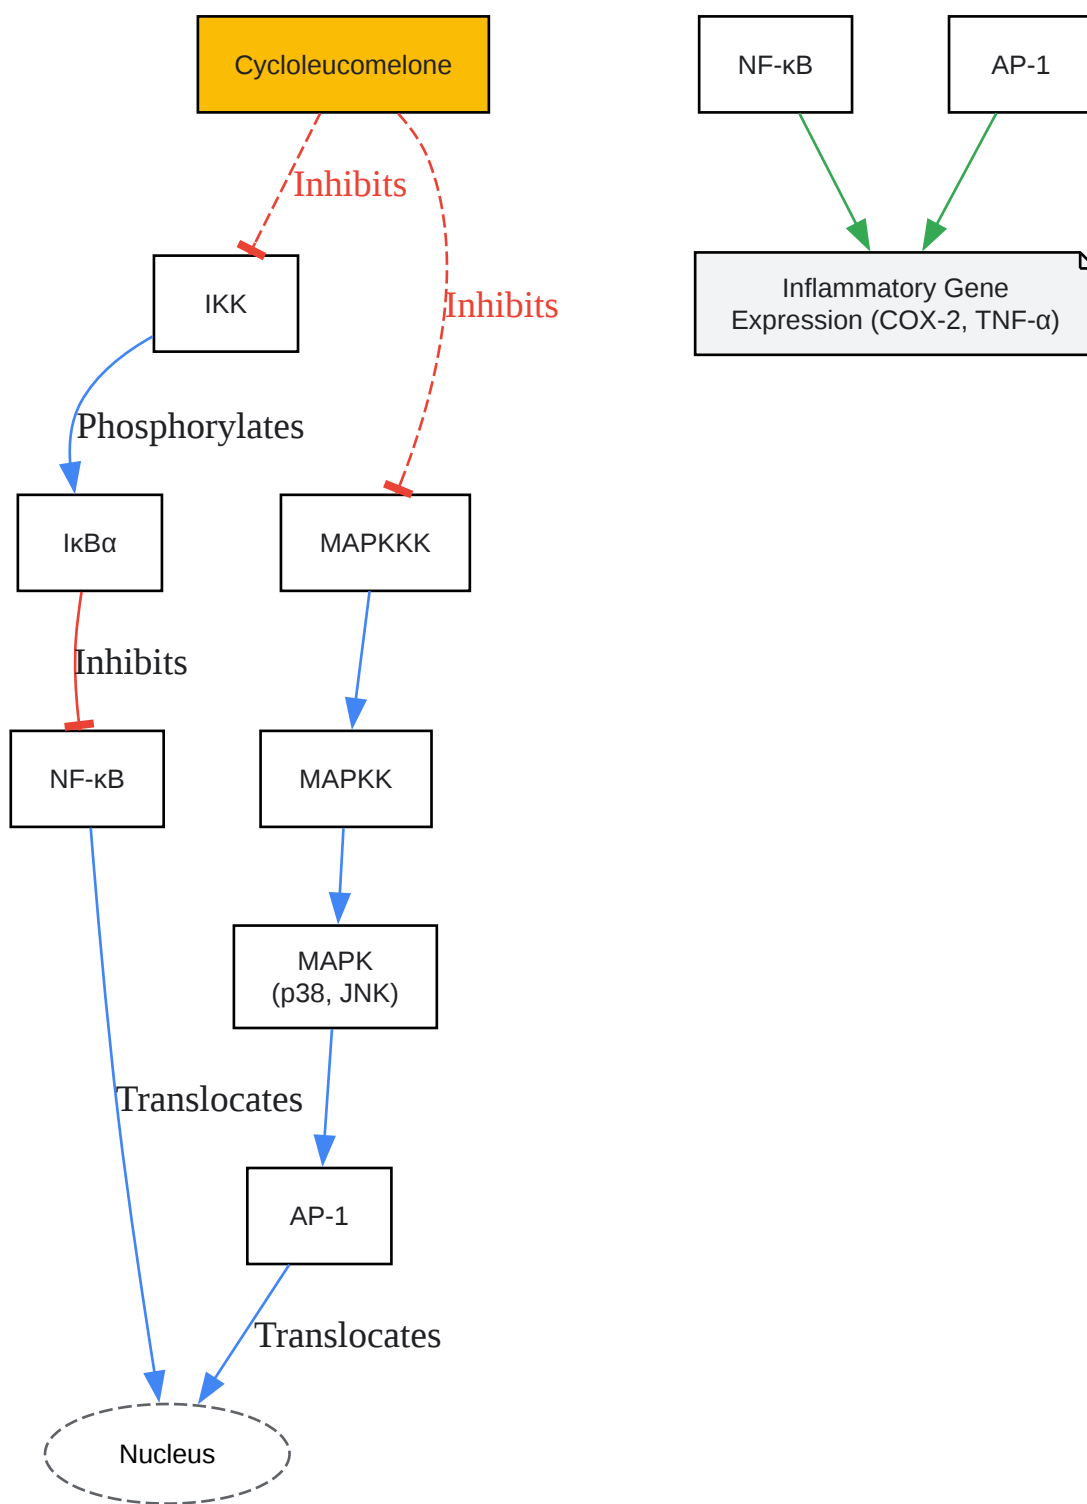 Cycloleucomelone
NF-κB
AP-1
Inhibits
Inflammatory Gene
Expression (COX-2, TNF-α)
IKK
Inhibits
Phosphorylates
IκBα
MAPKKK
Inhibits
NF-κB
MAPKK
MAPK
(p38, JNK)
Translocates
AP-1
Translocates
Nucleus